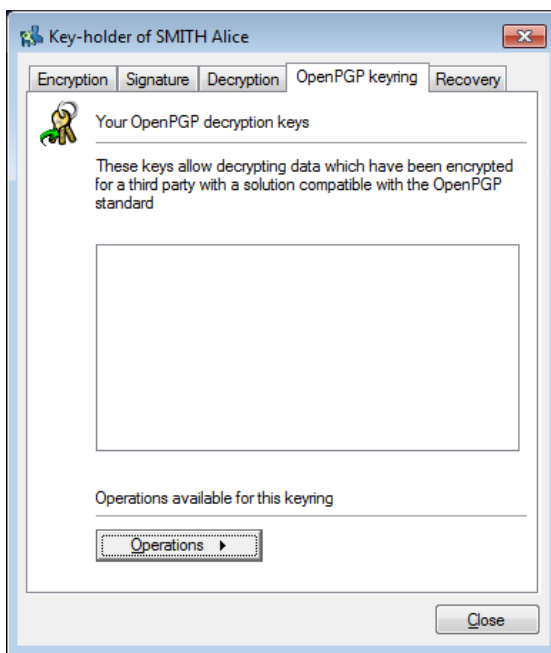 Key-holder of SMITH Alice
Encryption Signature Decryption OpenPGP keyring Recovery
Your OpenPGP decryption keys
These keys allow decrypting data which have been encrypted
for a third party with a solution compatible with the OpenPGP
standard
Operations available for this keyring
Operations
Close